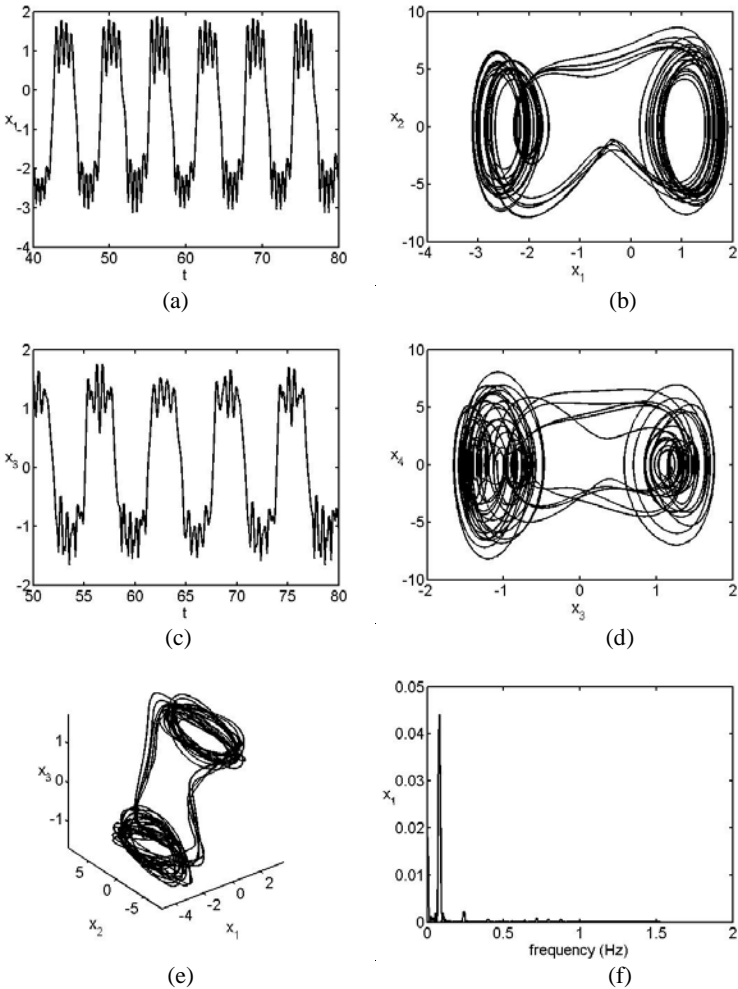 2
1
0
x₁
-1
-2
-3
-4
40 50 60 70 80
t
(a)
10
5
x₂
0
-5
-10
-4 -3 -2 -1 0 1 2
x₁
(b)
2
1
x₃
0
-1
-2
50 55 60 65 70 75 80
t
(c)
10
5
x₄
0
-5
-10
-2 -1 0 1 2
x₃
(d)
1
x₃
0
-1
5
0
-5
x₂
-4
-2
0
2
x₁
(e)
0.05
0.04
0.03
x₁
0.02
0.01
0
0 0.5 1 1.5 2
frequency (Hz)
(f)